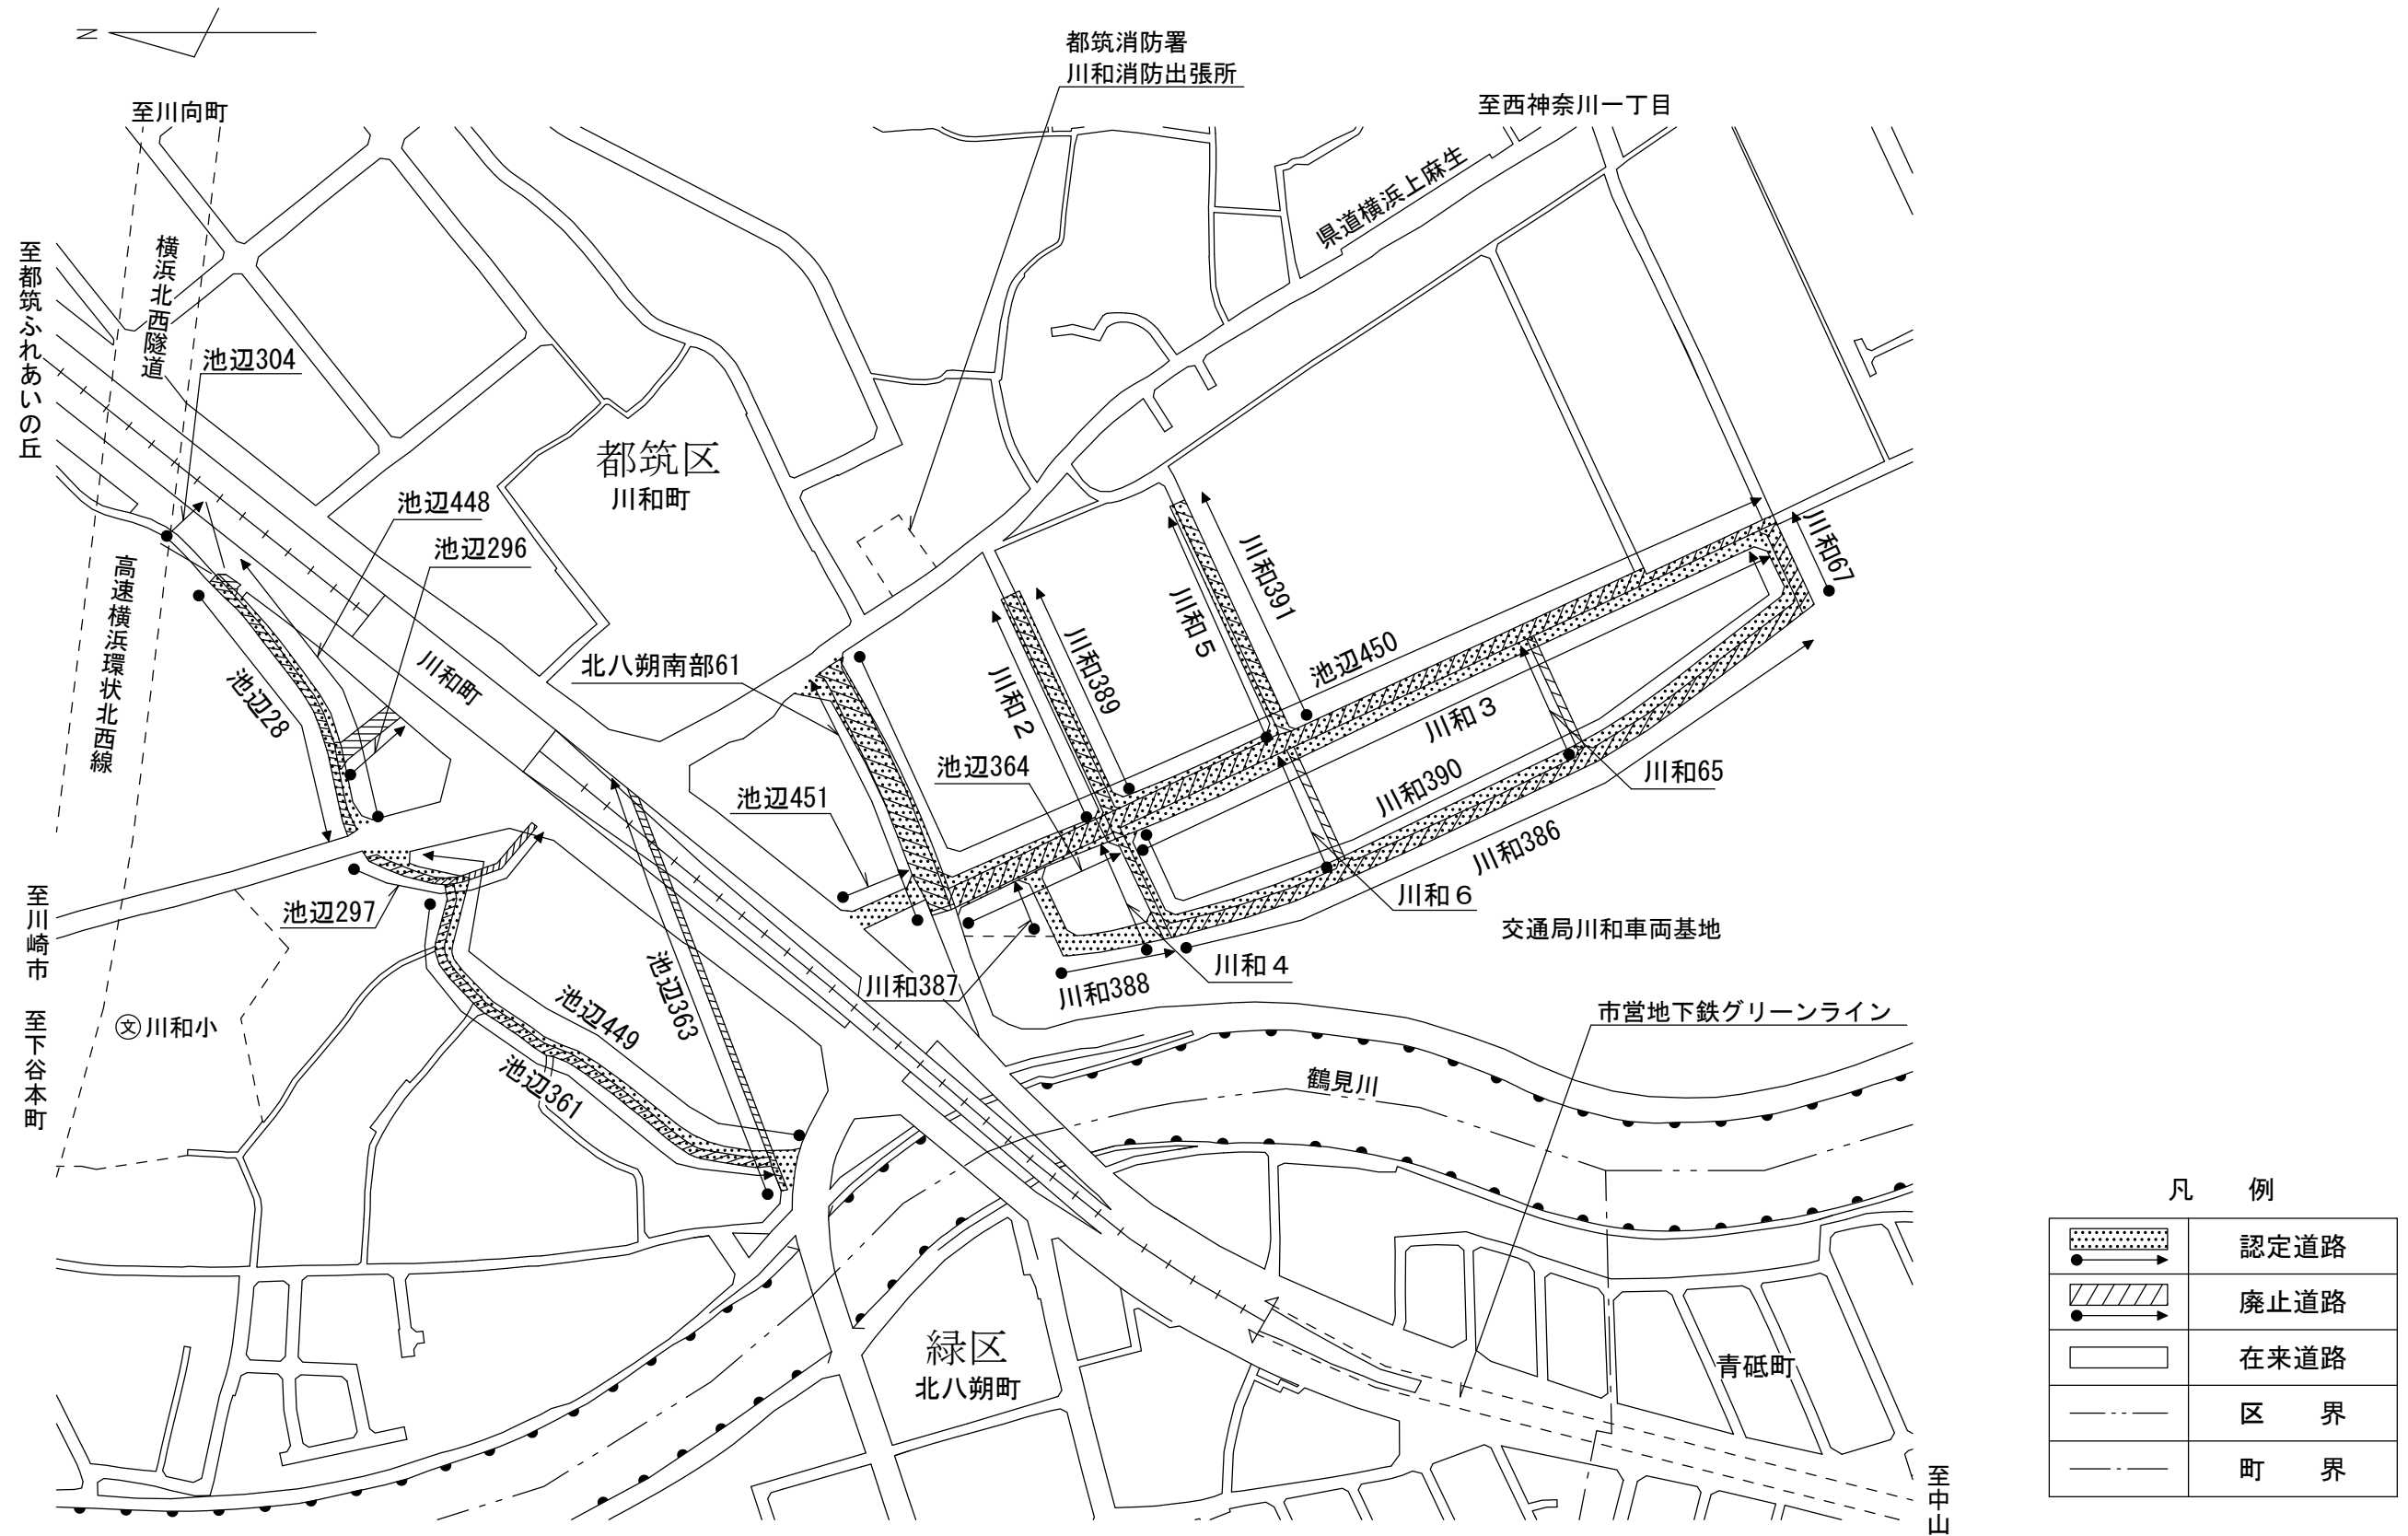 N
都筑消防署
川和消防出張所
至西神奈川一丁目
至川向町
県道横浜上麻生
至都筑ふれあいの丘
横浜北西隧道
池辺304
都筑区
川和町
池辺448
池辺296
高速横浜環状北西線
川和67
川和391
川和5
川和389
川和2
池辺450
北八朔南部61
川和町
池辺28
川和3
池辺364
池辺451
川和390
川和65
川和386
川和6
交通局川和車両基地
至川崎市
池辺297
池辺363
川和387
川和388
川和4
市営地下鉄グリーンライン
至下谷本町
文 川和小
池辺449
池辺361
鶴見川
緑区
北八朔町
青砥町
至中山
凡 例
認定道路
廃止道路
在来道路
区 界
町 界